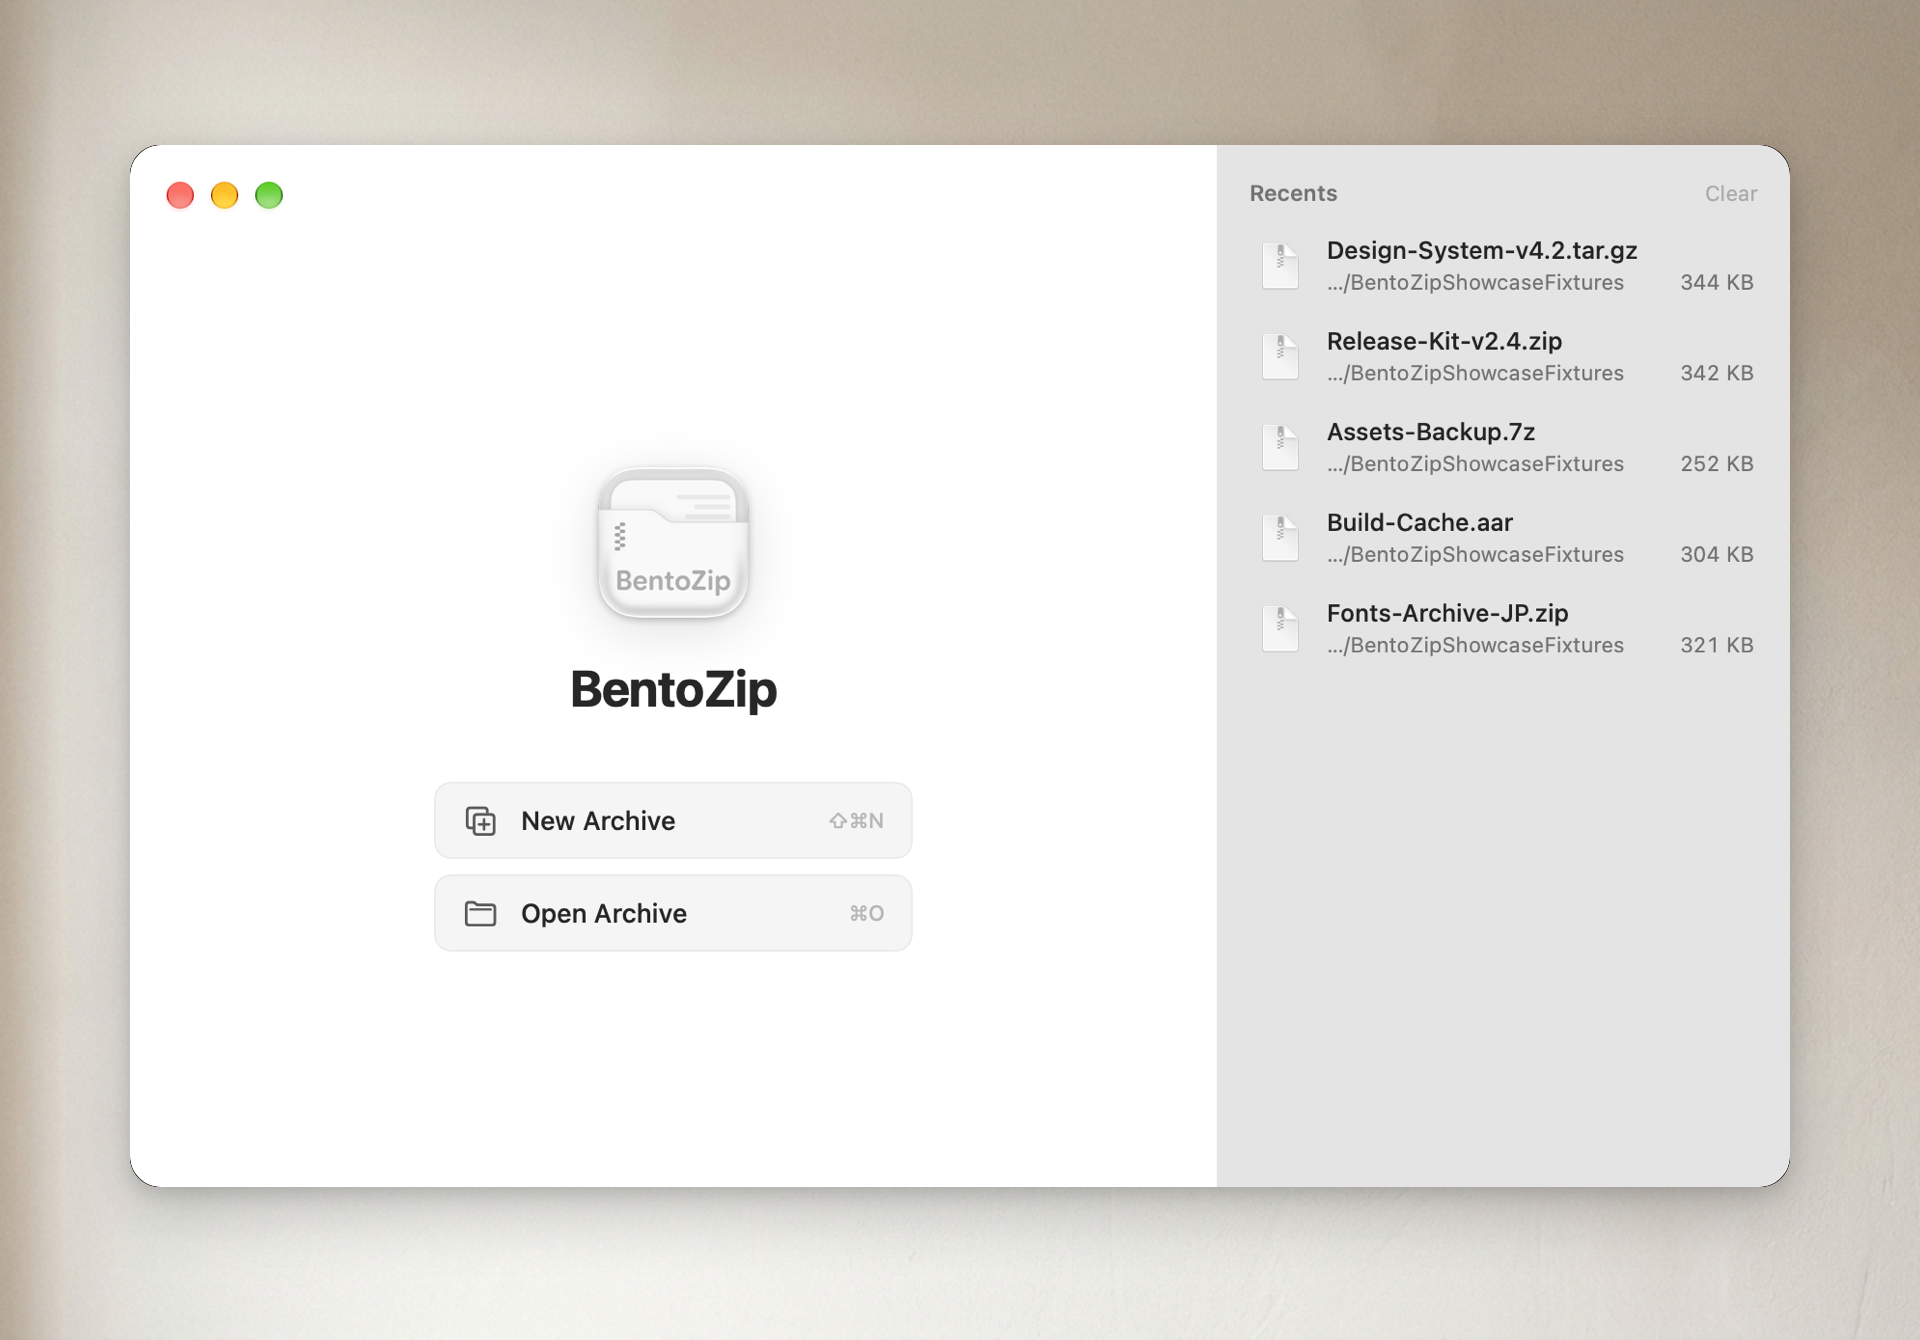 BentoZip
BentoZip
New Archive ⇧⌘N
Open Archive ⌘O
Recents Clear
Design-System-v4.2.tar.gz
.../BentoZipShowcaseFixtures 344 KB
Release-Kit-v2.4.zip
.../BentoZipShowcaseFixtures 342 KB
Assets-Backup.7z
.../BentoZipShowcaseFixtures 252 KB
Build-Cache.aar
.../BentoZipShowcaseFixtures 304 KB
Fonts-Archive-JP.zip
.../BentoZipShowcaseFixtures 321 KB